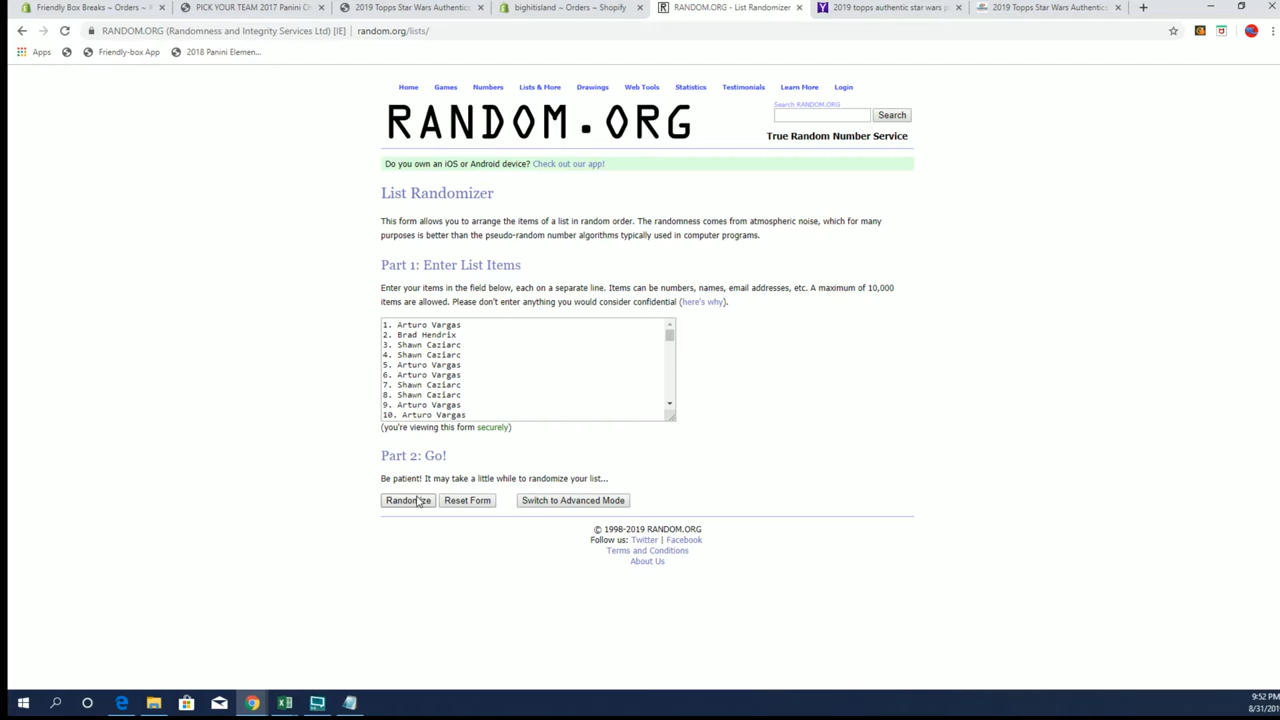 Friendly Box Breaks ~ Orders ~
PICK YOUR TEAM 2017 Panini
2019 Topps Star Wars Authentic
bighitisland ~ Orders ~ Shopify
RANDOM.ORG - List Randomizer
2019 topps authentic star wars
2019 Topps Star Wars Authentic
RANDOM.ORG (Randomness and Integrity Services Ltd) [IE] | random.org/lists/
Apps
Friendly-box App
2018 Panini Elemen...
Home Games Numbers Lists & More Drawings Web Tools Statistics Testimonials Learn More Login
RANDOM.ORG
Search RANDOM.ORG
Search
True Random Number Service
Do you own an iOS or Android device? Check out our app!
List Randomizer
This form allows you to arrange the items of a list in random order. The randomness comes from atmospheric noise, which for many
purposes is better than the pseudo-random number algorithms typically used in computer programs.
Part 1: Enter List Items
Enter your items in the field below, each on a separate line. Items can be numbers, names, email addresses, etc. A maximum of 10,000
items are allowed. Please don't enter anything you would consider confidential (here's why).
1. Arturo Vargas
2. Brad Hendrix
3. Shawn Caziarc
4. Shawn Caziarc
5. Arturo Vargas
6. Arturo Vargas
7. Shawn Caziarc
8. Shawn Caziarc
9. Arturo Vargas
10. Arturo Vargas
(you're viewing this form securely)
Part 2: Go!
Be patient! It may take a little while to randomize your list...
Randomize Reset Form Switch to Advanced Mode
© 1998-2019 RANDOM.ORG
Follow us: Twitter | Facebook
Terms and Conditions
About Us
9:52 PM
8/31/201